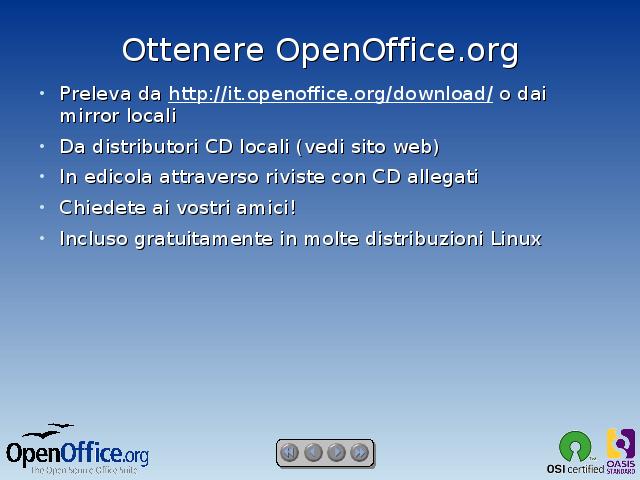 Ottenere OpenOffice.org
• Preleva da http://it.openoffice.org/download/ o dai
mirror locali
• Da distributori CD locali (vedi sito web)
• In edicola attraverso riviste con CD allegati
• Chiedete ai vostri amici!
• Incluso gratuitamente in molte distribuzioni Linux
OpenOffice.org
The Open Source Office Suite
TM
OSI certified
OASIS
STANDARD